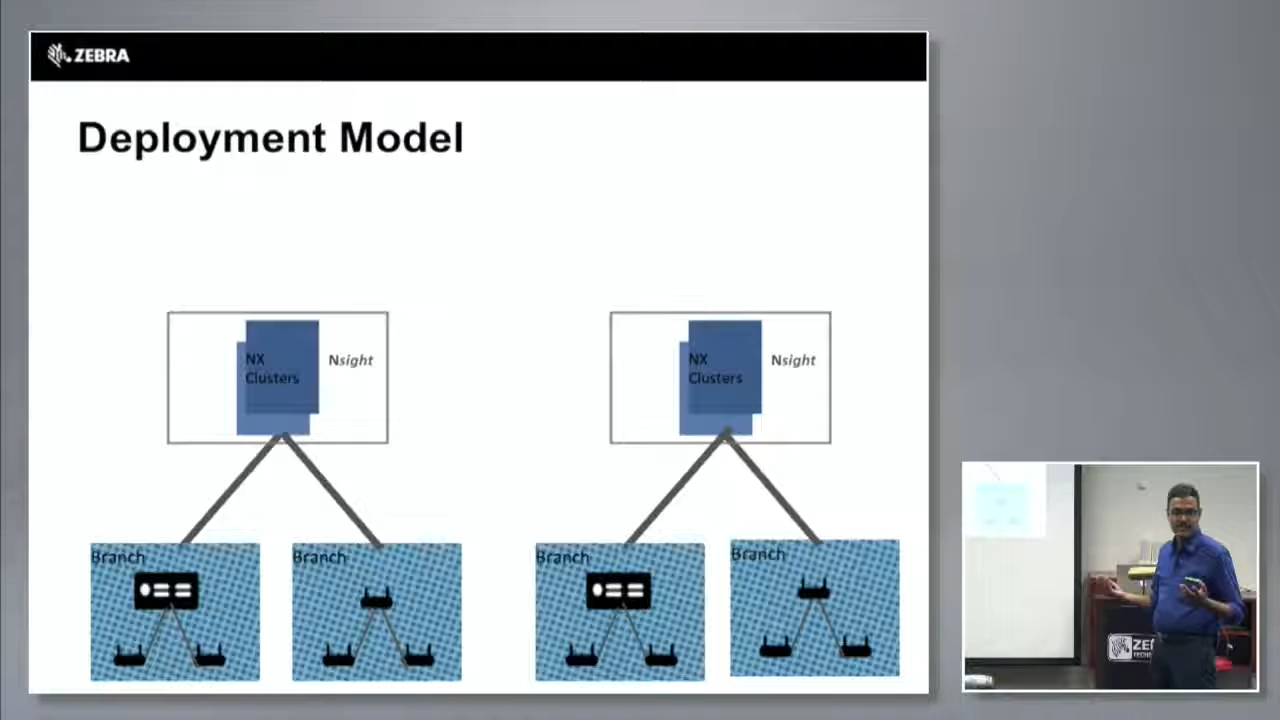 ZEBRA
Deployment Model
NX
Clusters
Nsight
NX
Clusters
Nsight
Branch
Branch
Branch
Branch